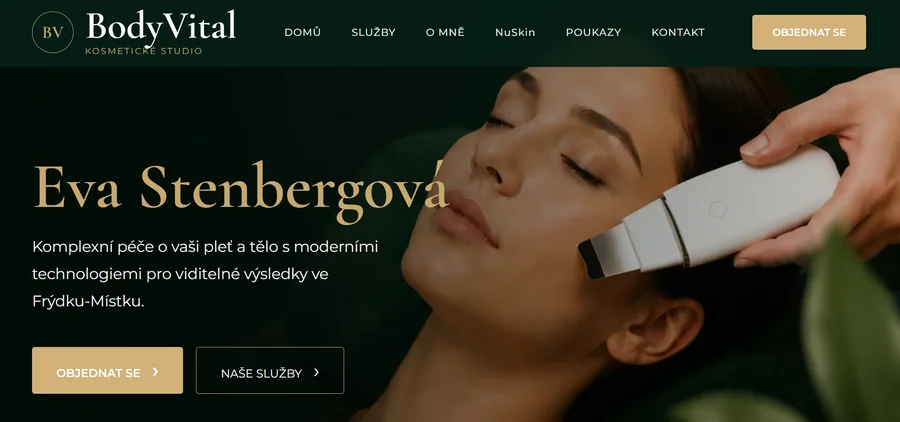 BV
BodyVital
KOSMETICKÉ STUDIO
DOMŮ
SLUŽBY
O MNĚ
NuSkin
POUKAZY
KONTAKT
OBJEDNAT SE
Eva Stenbergová
Komplexní péče o vaši pleť a tělo s moderními
technologiemi pro viditelné výsledky ve
Frýdku-Místku.
OBJEDNAT SE
NAŠE SLUŽBY